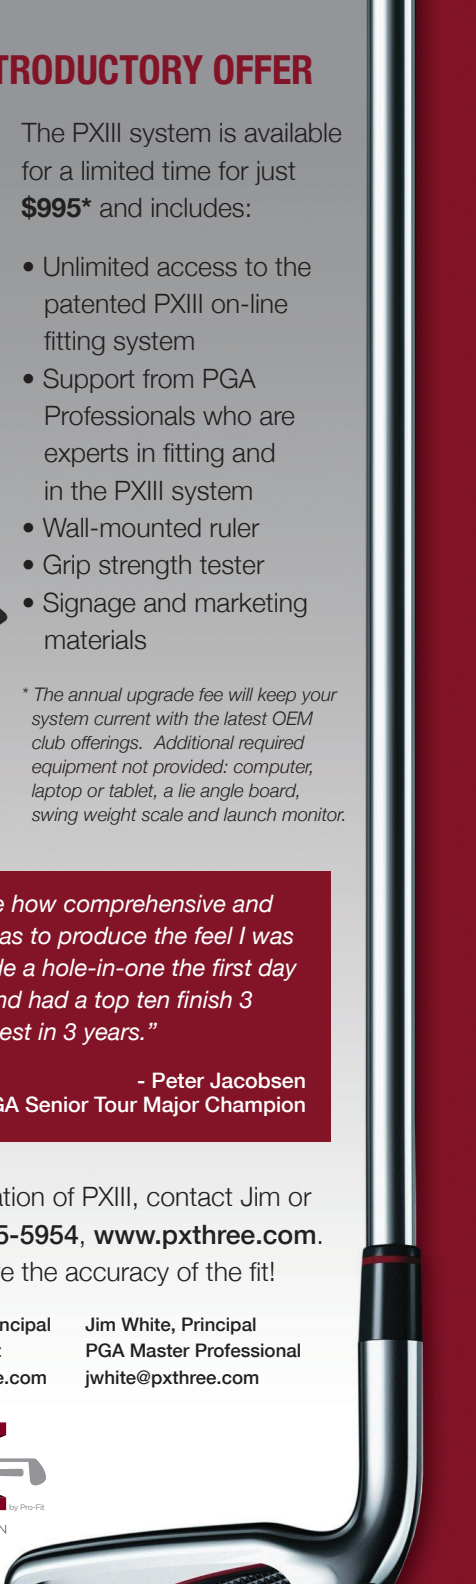 TRODUCTORY OFFER
The PXIII system is available
for a limited time for just
$995* and includes:
• Unlimited access to the
patented PXIII on-line
fitting system
• Support from PGA
Professionals who are
experts in fitting and
in the PXIII system
• Wall-mounted ruler
• Grip strength tester
• Signage and marketing
materials
* The annual upgrade fee will keep your
system current with the latest OEM
club offerings. Additional required
equipment not provided: computer,
laptop or tablet, a lie angle board,
swing weight scale and launch monitor.
e how comprehensive and
as to produce the feel I was
de a hole-in-one the first day
nd had a top ten finish 3
est in 3 years.”
- Peter Jacobsen
GA Senior Tour Major Champion
ation of PXIII, contact Jim or
5-5954, www.pxthree.com.
e the accuracy of the fit!
ncipal
Jim White, Principal
t
PGA Master Professional
e.com
jwhite@pxthree.com
by Pro-Fit
N